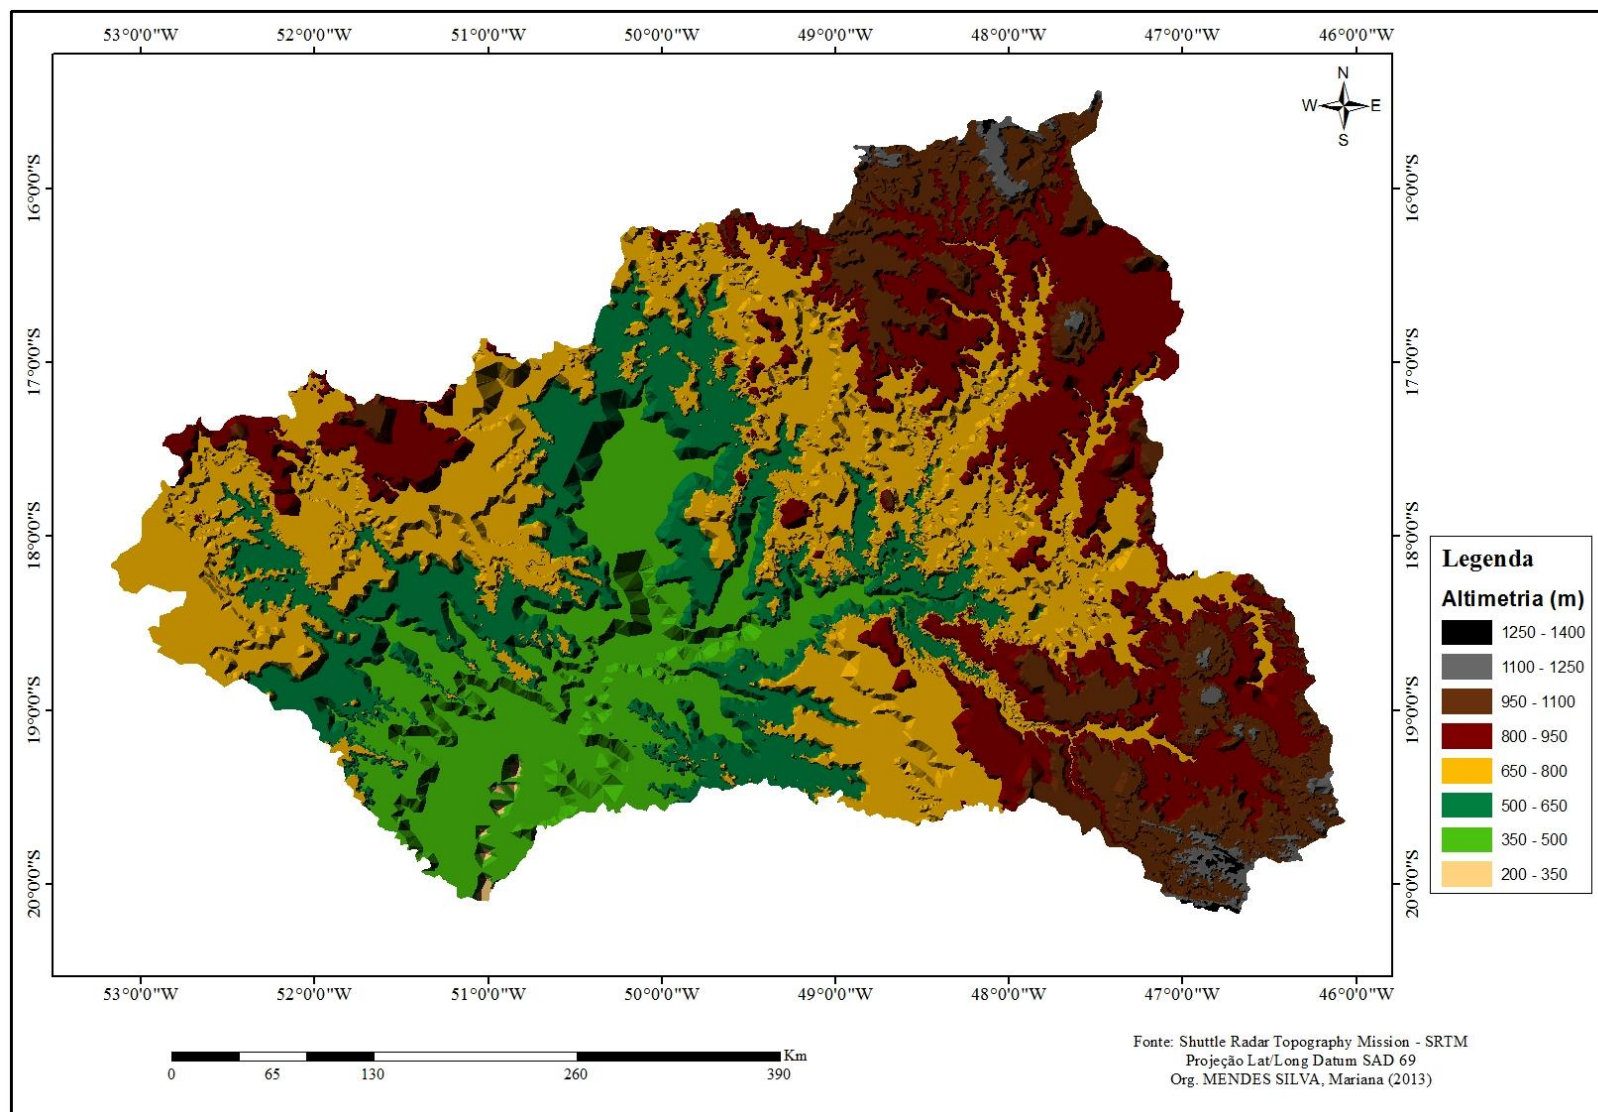 53°0'0"W 52°0'0"W 51°0'0"W 50°0'0"W 49°0'0"W 48°0'0"W 47°0'0"W 46°0'0"W
N
W E
S
16°0'0"S 16°0'0"S
17°0'0"S 17°0'0"S
18°0'0"S 18°0'0"S
19°0'0"S 19°0'0"S
20°0'0"S 20°0'0"S
Legenda
Altimetria (m)
1250 - 1400
1100 - 1250
950 - 1100
800 - 950
650 - 800
500 - 650
350 - 500
200 - 350
53°0'0"W 52°0'0"W 51°0'0"W 50°0'0"W 49°0'0"W 48°0'0"W 47°0'0"W 46°0'0"W
Km
0 65 130 260 390
Fonte: Shuttle Radar Topography Mission - SRTM
Projeção Lat/Long Datum SAD 69
Org. MENDES SILVA, Mariana (2013)